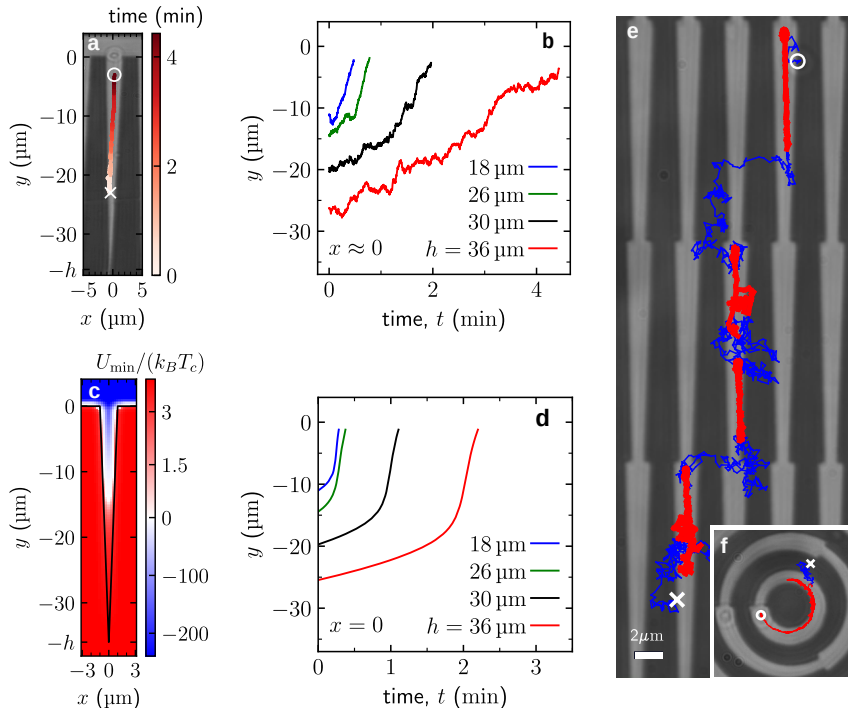 time (min)
a
0
−10
−20
−30
−h
y (µm)
−5
0
5
x (µm)
4
2
0
b
0
−10
−20
−30
y (µm)
18 µm
26 µm
30 µm
x ≈ 0
h = 36 µm
0
2
4
time, t (min)
U_min/(k_B T_c)
c
0
−10
−20
−30
−h
y (µm)
−3
0
3
x (µm)
3
1.5
0
−100
−200
d
0
−10
−20
−30
y (µm)
18 µm
26 µm
30 µm
x = 0
h = 36 µm
0
1
2
3
time, t (min)
e
2µm
f